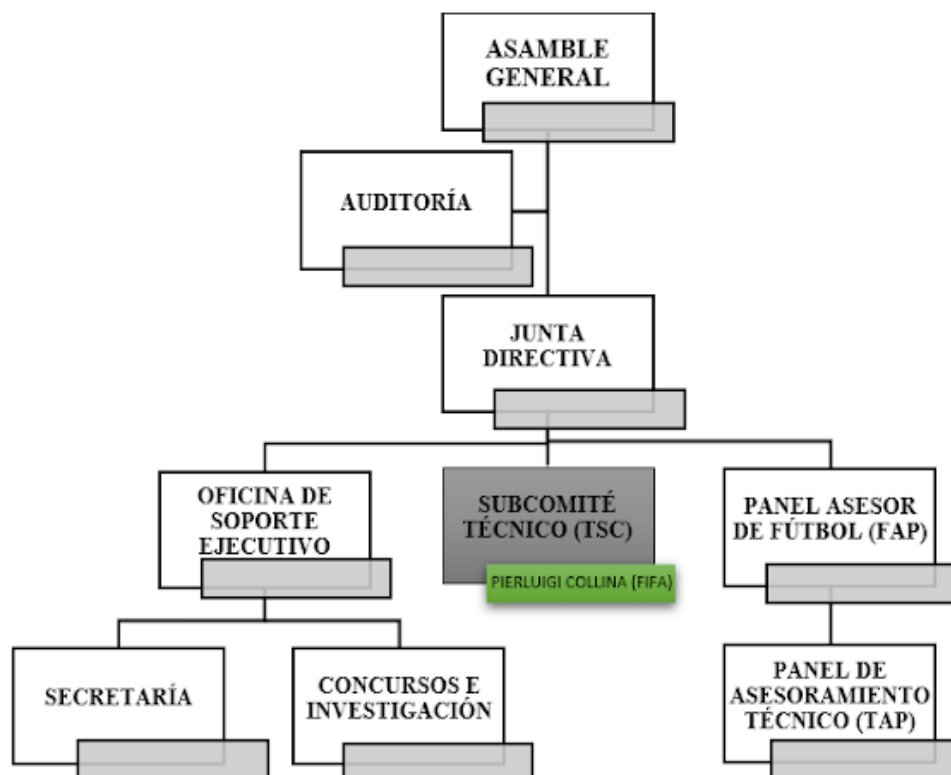 ASAMBLE
GENERAL
AUDITORÍA
JUNTA
DIRECTIVA
OFICINA DE
SOPORTE
EJECUTIVO
SUBCOMITÉ
TÉCNICO (TSC)
PIERLUIGI COLLINA (FIFA)
PANEL ASESOR
DE FÚTBOL (FAP)
SECRETARÍA
CONCURSOS E
INVESTIGACIÓN
PANEL DE
ASESORAMIENTO
TÉCNICO (TAP)